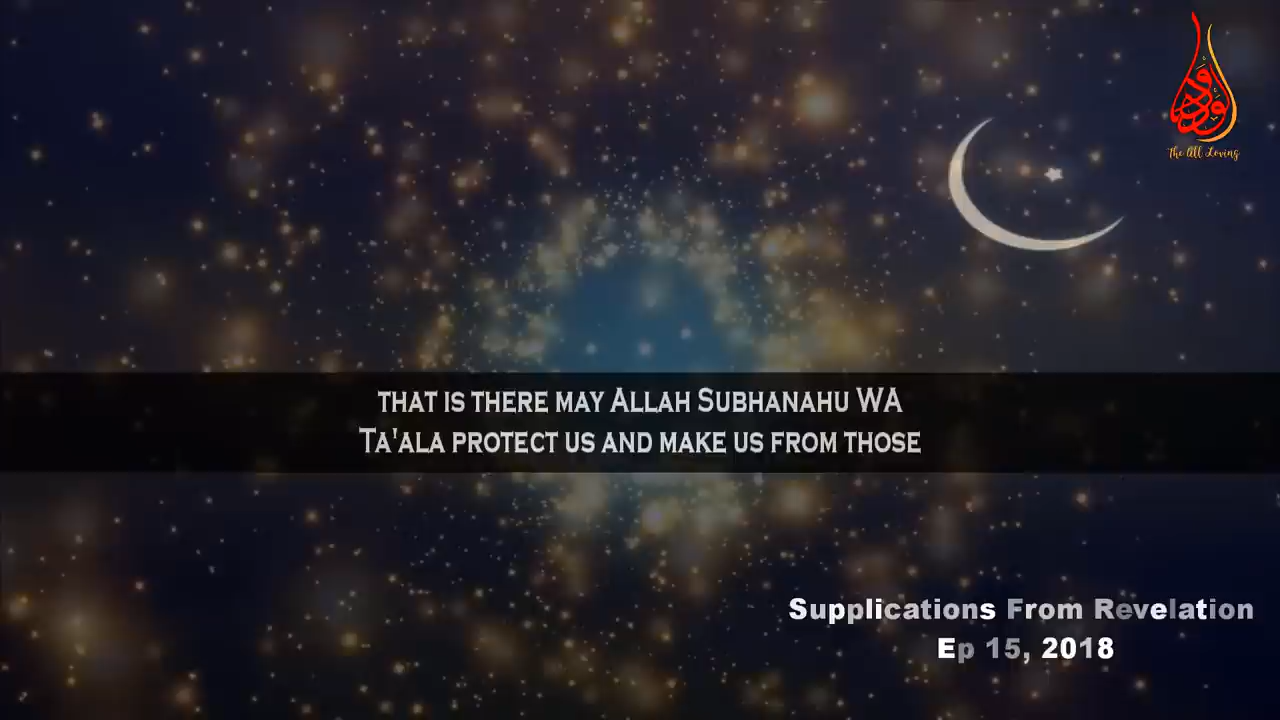 The All Loving
THAT IS THERE MAY ALLAH SUBHANAHU WA
TA'ALA PROTECT US AND MAKE US FROM THOSE
Supplications From Revelation
Ep 15, 2018